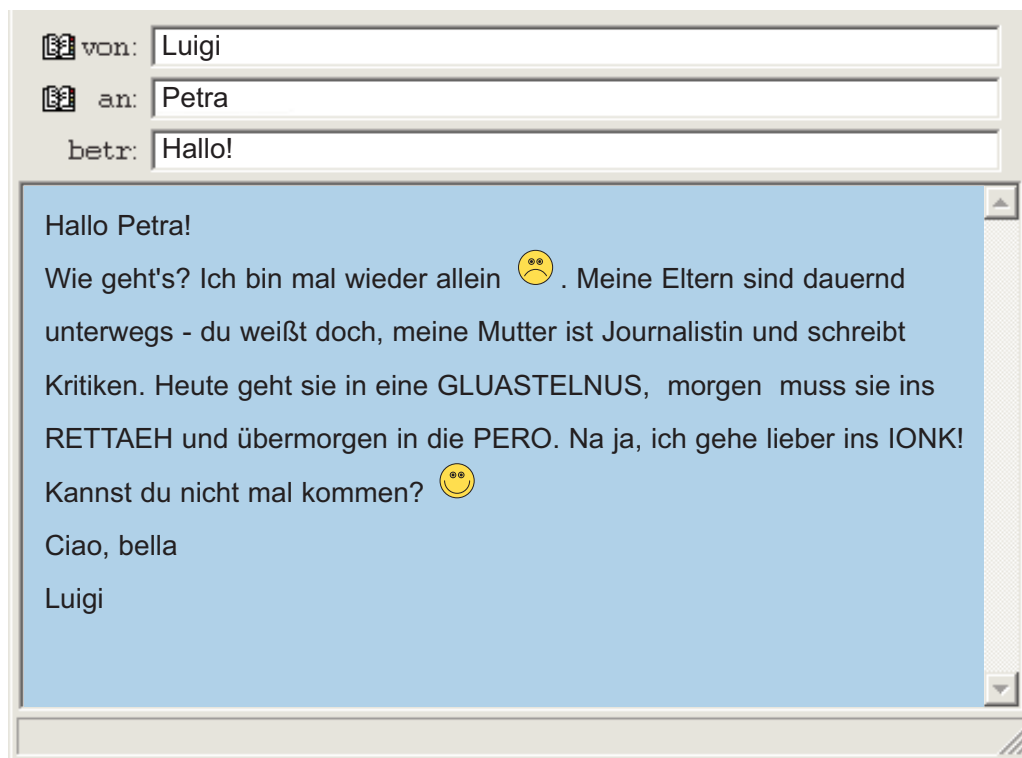 von: Luigi
an: Petra
betr: Hallo!
Hallo Petra!
Wie geht's? Ich bin mal wieder allein . Meine Eltern sind dauernd
unterwegs - du weißt doch, meine Mutter ist Journalistin und schreibt
Kritiken. Heute geht sie in eine GLUASTELNUS, morgen muss sie ins
RETTAEH und übermorgen in die PERO. Na ja, ich gehe lieber ins IONK!
Kannst du nicht mal kommen?
Ciao, bella
Luigi